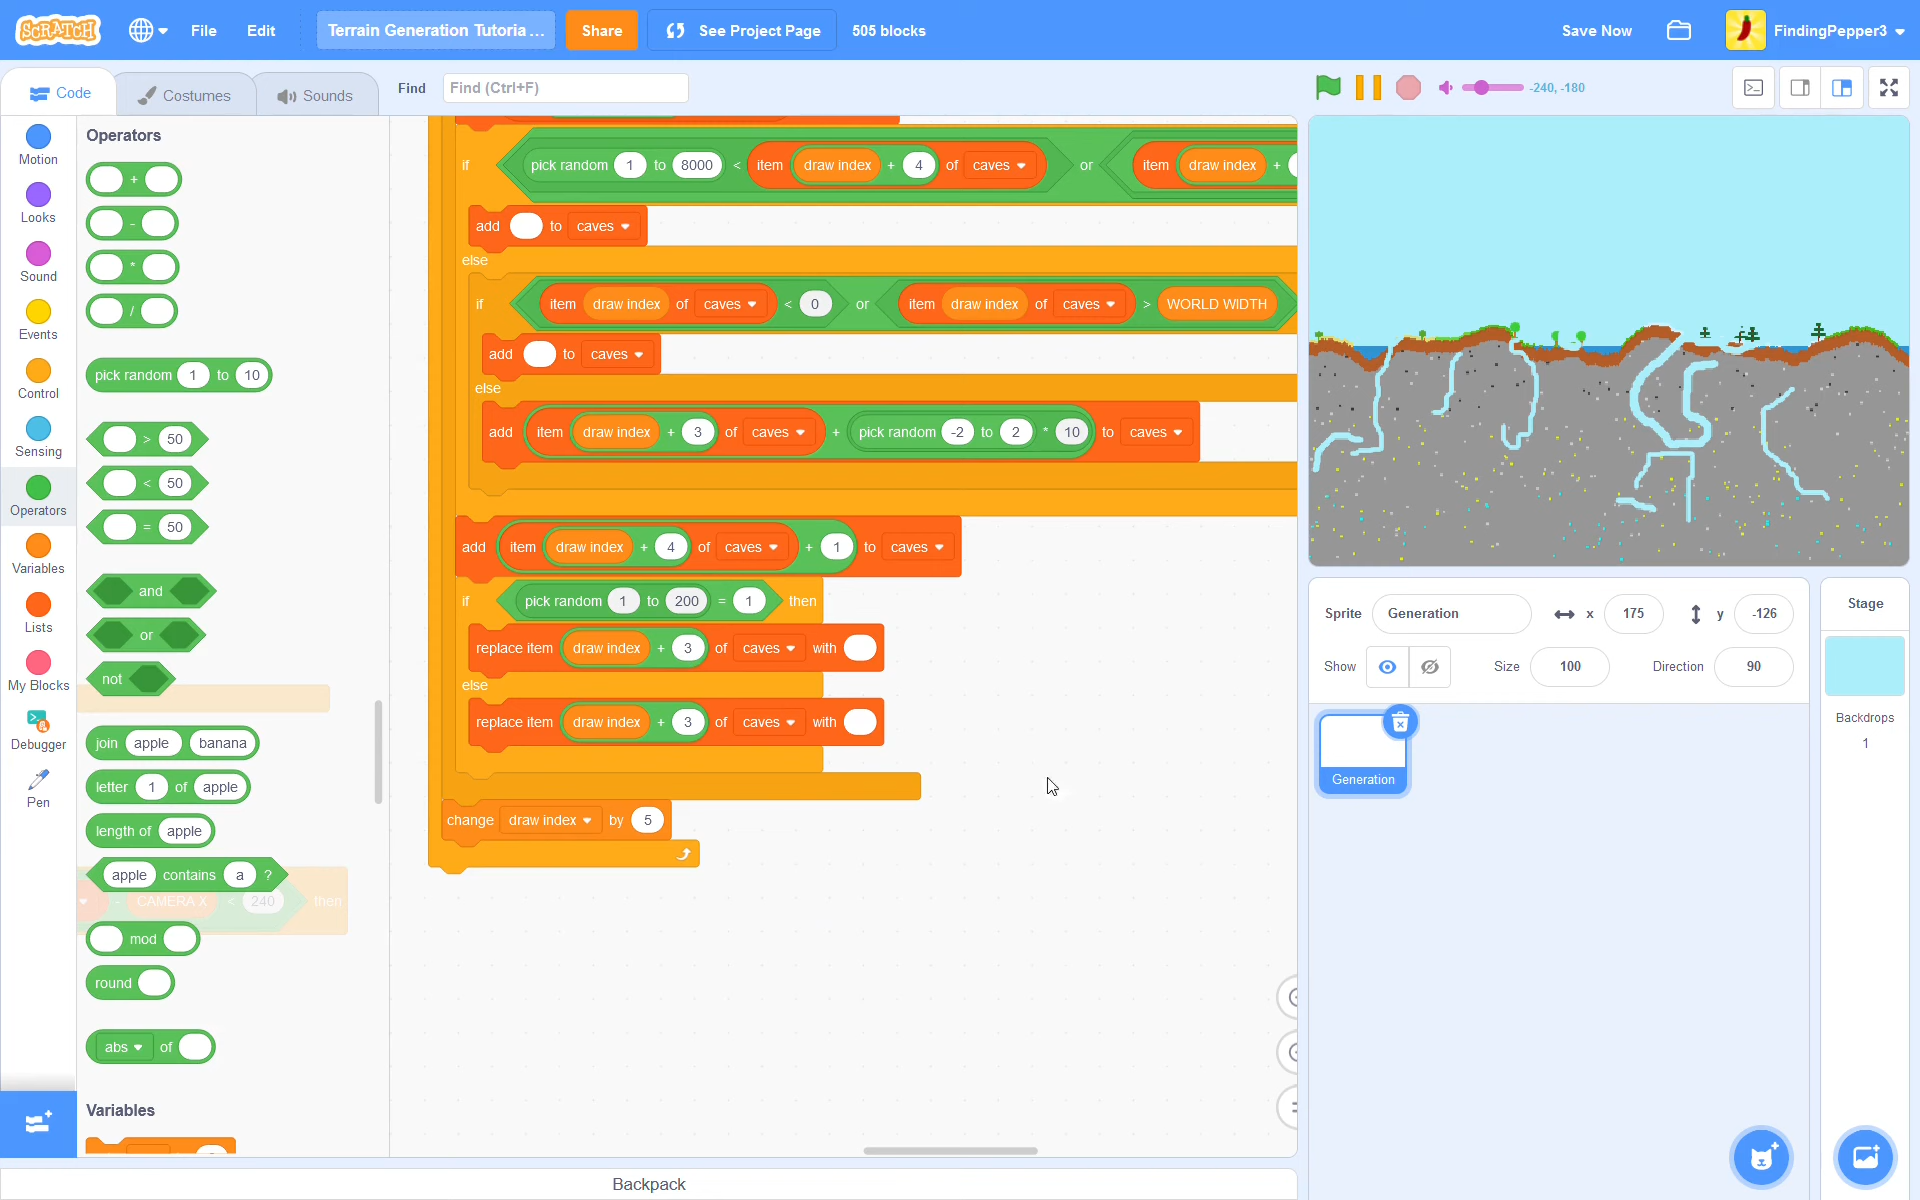 SCRATCH File Edit Terrain Generation Tutoria ... Share See Project Page 505 blocks Save Now FindingPepper3
Code Costumes Sounds Find Find (Ctrl+F) -240, -180
Motion
Looks
Sound
Events
Control
Sensing
Operators
Variables
Lists
My Blocks
Debugger
Pen
Operators
+
-
*
/
pick random 1 to 10
> 50
< 50
= 50
and
or
not
join apple banana
letter 1 of apple
length of apple
apple contains a ?
CAMERA X < 240 then
mod
round
abs of
Variables
if pick random 1 to 8000 < item draw index + 4 of caves or item draw index +
add to caves
else
if item draw index of caves < 0 or item draw index of caves > WORLD WIDTH
add to caves
else
add item draw index + 3 of caves + pick random -2 to 2 * 10 to caves
add item draw index + 4 of caves + 1 to caves
if pick random 1 to 200 = 1 then
replace item draw index + 3 of caves with
else
replace item draw index + 3 of caves with
change draw index by 5
Sprite Generation x 175 y -126
Show Size 100 Direction 90
Generation
Stage
Backdrops
1
Backpack